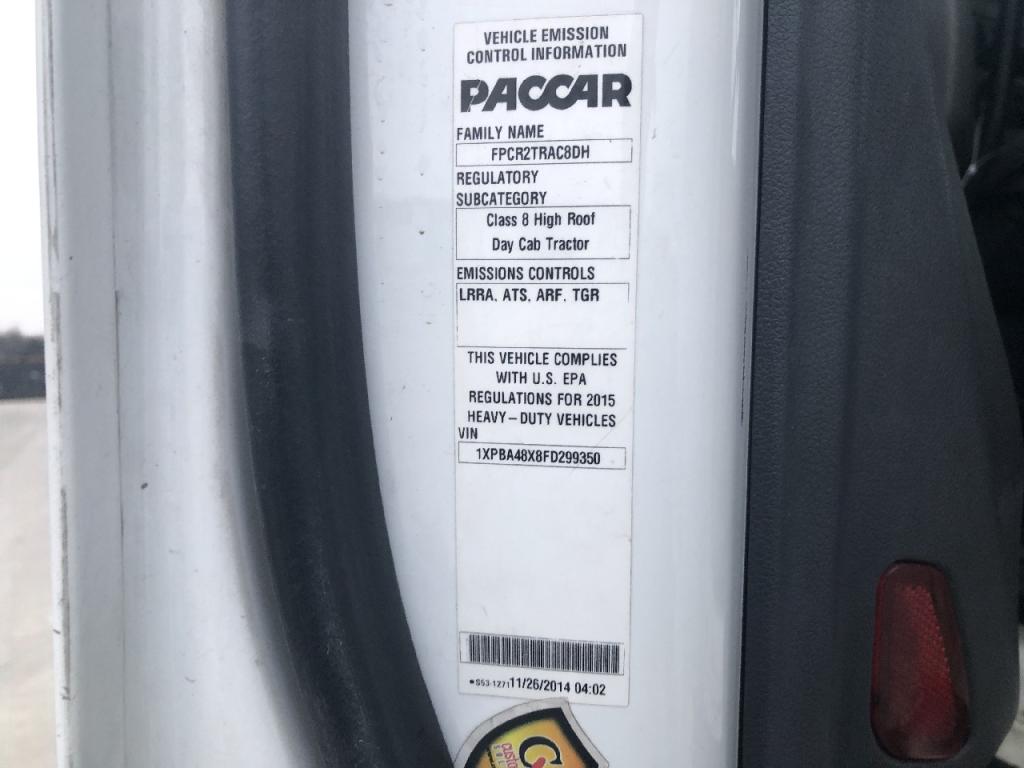 VEHICLE EMISSION
CONTROL INFORMATION
PACCAR
FAMILY NAME
FPCR2TRAC8DH
REGULATORY
SUBCATEGORY
Class 8 High Roof
Day Cab Tractor
EMISSIONS CONTROLS
LRRA, ATS, ARF, TGR
THIS VEHICLE COMPLIES
WITH U.S. EPA
REGULATIONS FOR 2015
HEAVY-DUTY VEHICLES
VIN
1XPBA48X8FD299350
•S53-1271 11/26/2014 04:02